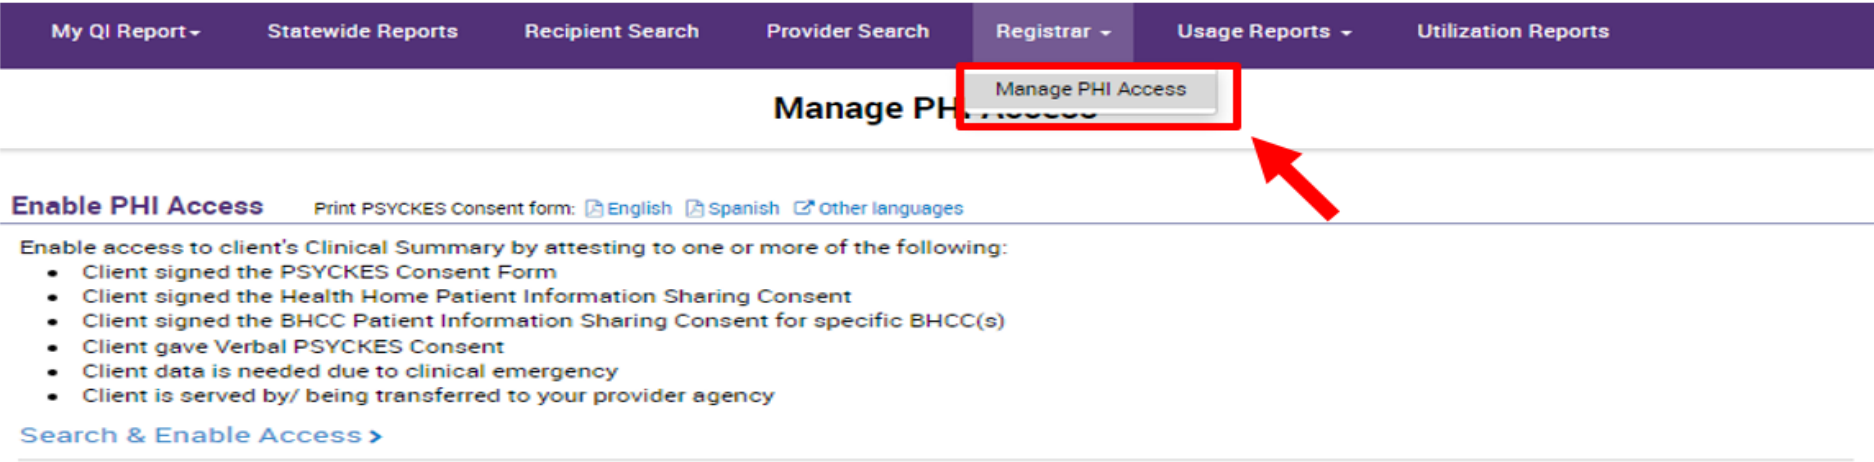 My QI Report Statewide Reports Recipient Search Provider Search Registrar Usage Reports Utilization Reports
Manage PHI Access
Manage PHI Access
Enable PHI Access Print PSYCKES Consent form: English Spanish Other languages
Enable access to client's Clinical Summary by attesting to one or more of the following:
• Client signed the PSYCKES Consent Form
• Client signed the Health Home Patient Information Sharing Consent
• Client signed the BHCC Patient Information Sharing Consent for specific BHCC(s)
• Client gave Verbal PSYCKES Consent
• Client data is needed due to clinical emergency
• Client is served by/ being transferred to your provider agency
Search & Enable Access >